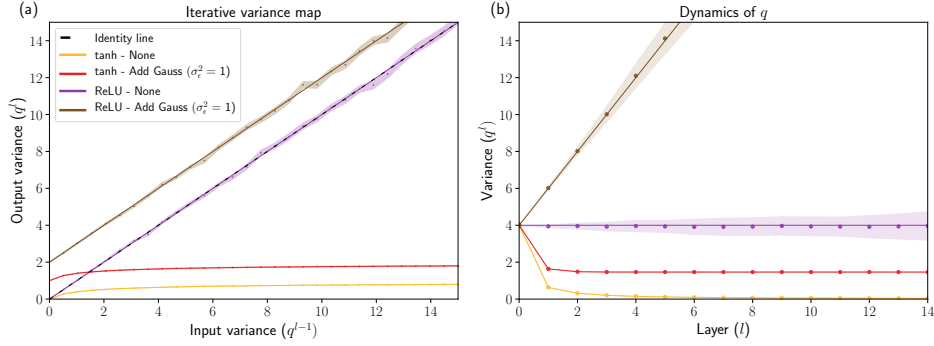 (a)
Iterative variance map
Identity line
tanh - None
tanh - Add Gauss (σ²_ϵ = 1)
ReLU - None
ReLU - Add Gauss (σ²_ϵ = 1)
Output variance (q^l)
14
12
10
8
6
4
2
0
0 2 4 6 8 10 12 14
Input variance (q^{l−1})
(b)
Dynamics of q
Variance (q^l)
14
12
10
8
6
4
2
0
0 2 4 6 8 10 12 14
Layer (l)